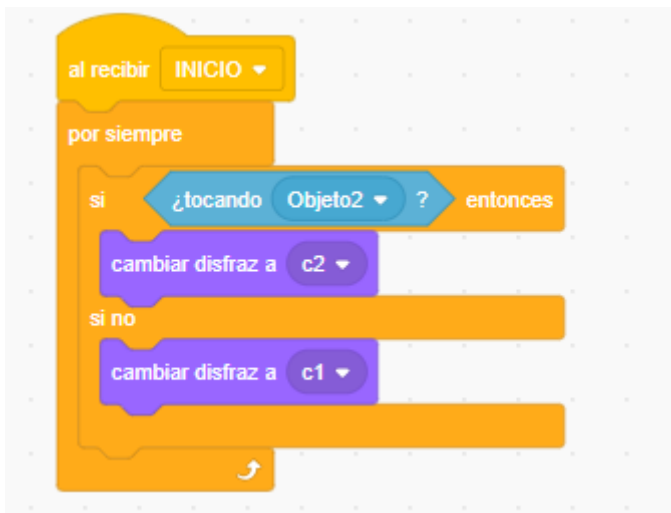 al recibir INICIO
por siempre
si ¿tocando Objeto2 ? entonces
cambiar disfraz a c2
si no
cambiar disfraz a c1